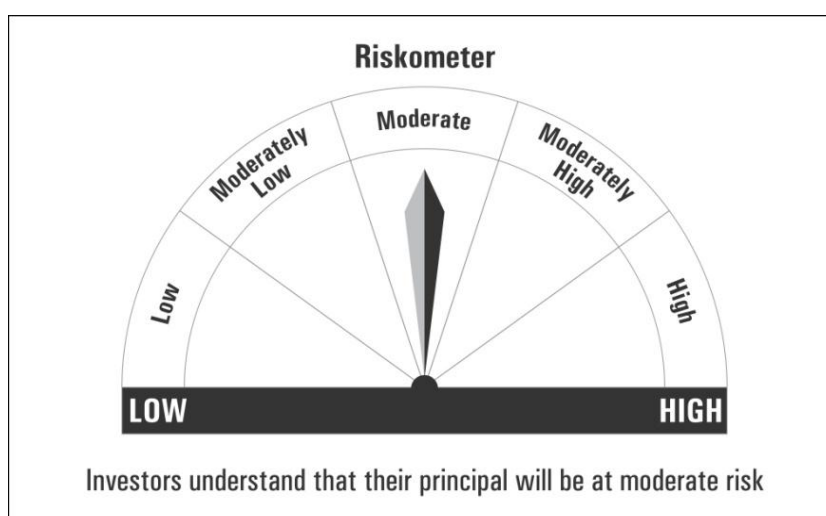 Riskometer
Low
Moderately
Low
Moderate
Moderately
High
High
LOW
HIGH
Investors understand that their principal will be at moderate risk